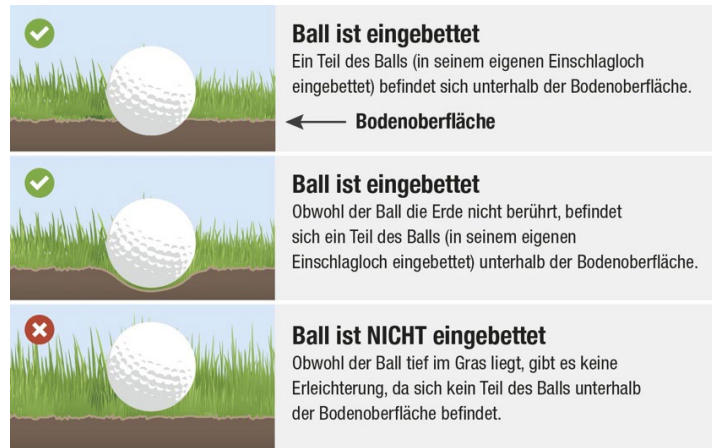 Ball ist eingebettet
Ein Teil des Balls (in seinem eigenen Einschlagloch
eingebettet) befindet sich unterhalb der Bodenoberfläche.
Bodenoberfläche
Ball ist eingebettet
Obwohl der Ball die Erde nicht berührt, befindet
sich ein Teil des Balls (in seinem eigenen
Einschlagloch eingebettet) unterhalb der Bodenoberfläche.
Ball ist NICHT eingebettet
Obwohl der Ball tief im Gras liegt, gibt es keine
Erleichterung, da sich kein Teil des Balls unterhalb
der Bodenoberfläche befindet.